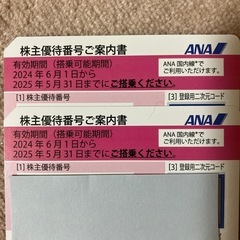 株主優待番号ご案内書 ANA
有効期間（搭乗可能期間） ANA国内線*で
2024年6月1日から ご利用いただけます。
2025年5月31日までにご搭乗ください。
[1]株主優待番号 [3]登録用二次元コード
株主優待番号ご案内書 ANA
有効期間（搭乗可能期間） ANA国内線*で
2024年6月1日から ご利用いただけます。
2025年5月31日までにご搭乗ください。
[1]株主優待番号 [3]登録用二次元コード